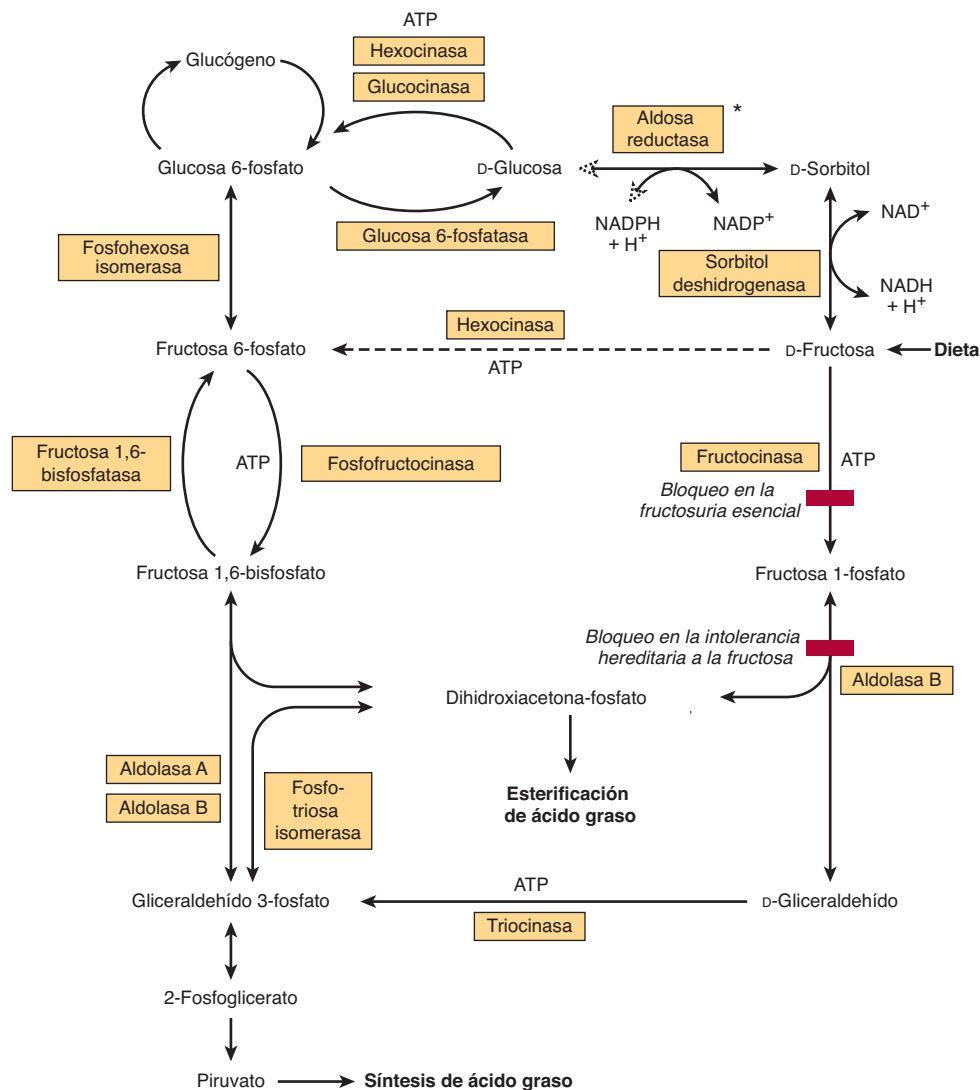 ATP
Glucógeno
Hexocinasa
Glucocinasa
Aldosa
reductasa
*
Glucosa 6-fosfato
D-Glucosa
D-Sorbitol
NADPH
+ H+
NADP+
NAD+
Glucosa 6-fosfatasa
Fosfohexosa
isomerasa
Sorbitol
deshidrogenasa
NADH
+ H+
Hexocinasa
Fructosa 6-fosfato
ATP
D-Fructosa
Dieta
Fructosa 1,6-
bisfosfatasa
ATP
Fosfofructocinasa
Fructocinasa
ATP
Bloqueo en la
fructosuria esencial
Fructosa 1,6-bisfosfato
Fructosa 1-fosfato
Bloqueo en la intolerancia
hereditaria a la fructosa
Aldolasa B
Dihidroxiacetona-fosfato
Aldolasa A
Aldolasa B
Fosfo-
triosa
isomerasa
Esterificación
de ácido graso
ATP
Gliceraldehído 3-fosfato
D-Gliceraldehído
Triocinasa
2-Fosfoglicerato
Piruvato
Síntesis de ácido graso